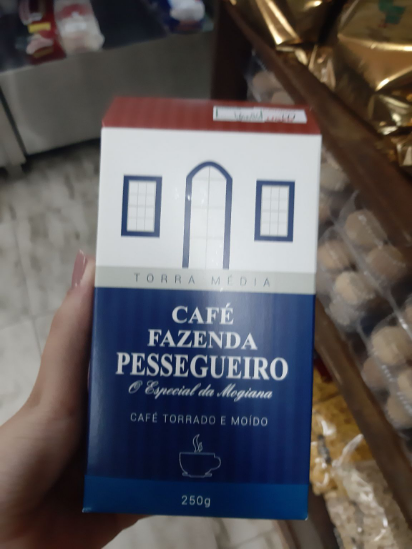 TORRA MÉDIA
CAFÉ
FAZENDA
PESSEGUEIRO
O Especial da Mogiana
CAFÉ TORRADO E MOÍDO
250g